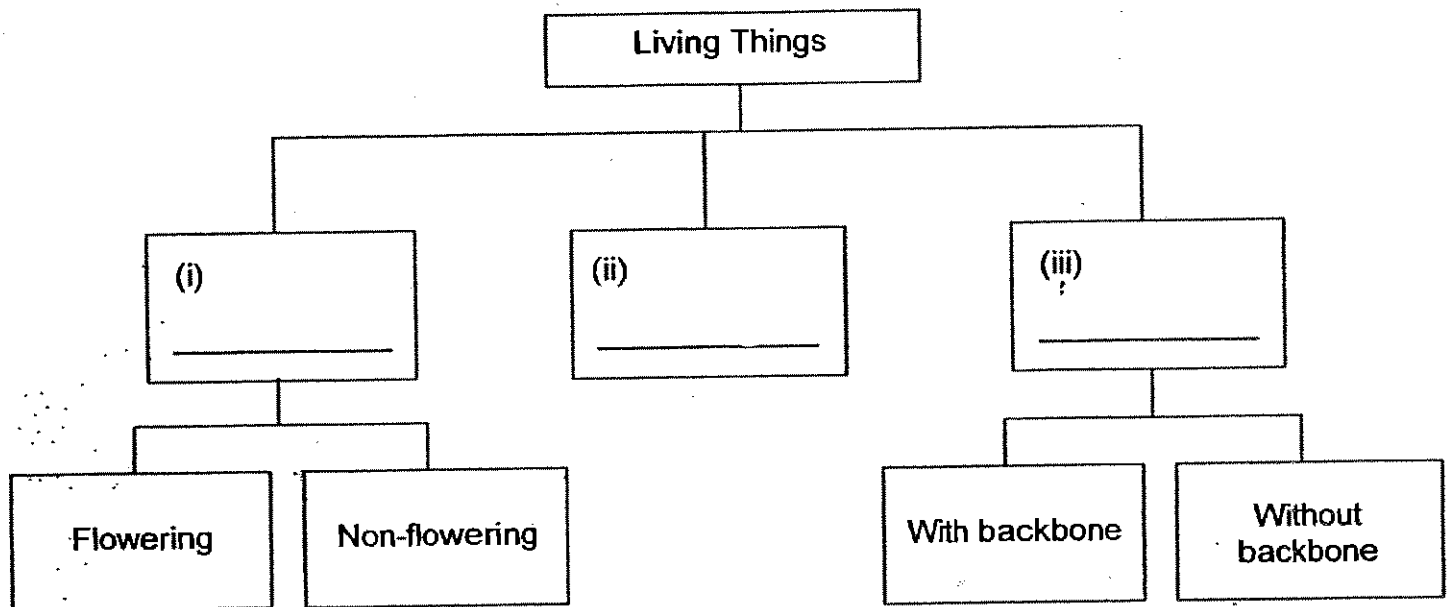 Living Things
(i)
(ii)
(iii)
Flowering
Non-flowering
With backbone
Without
backbone